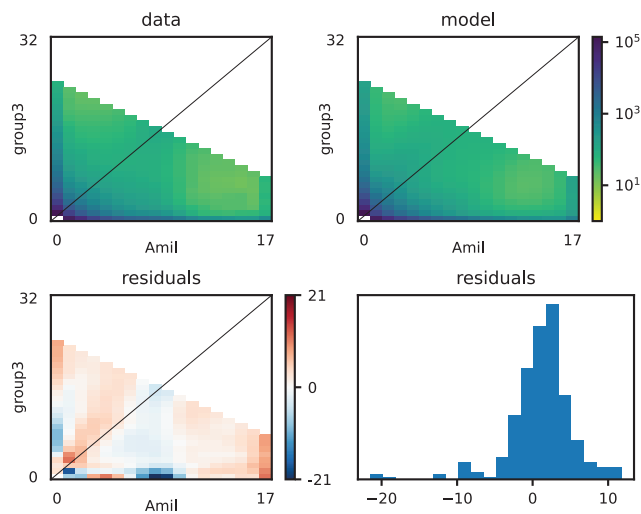 data
32
group3
0
0
Amil
17
model
32
group3
0
0
Amil
17
10^5
10^3
10^1
residuals
32
group3
0
0
Amil
17
21
0
-21
residuals
−20
−10
0
10